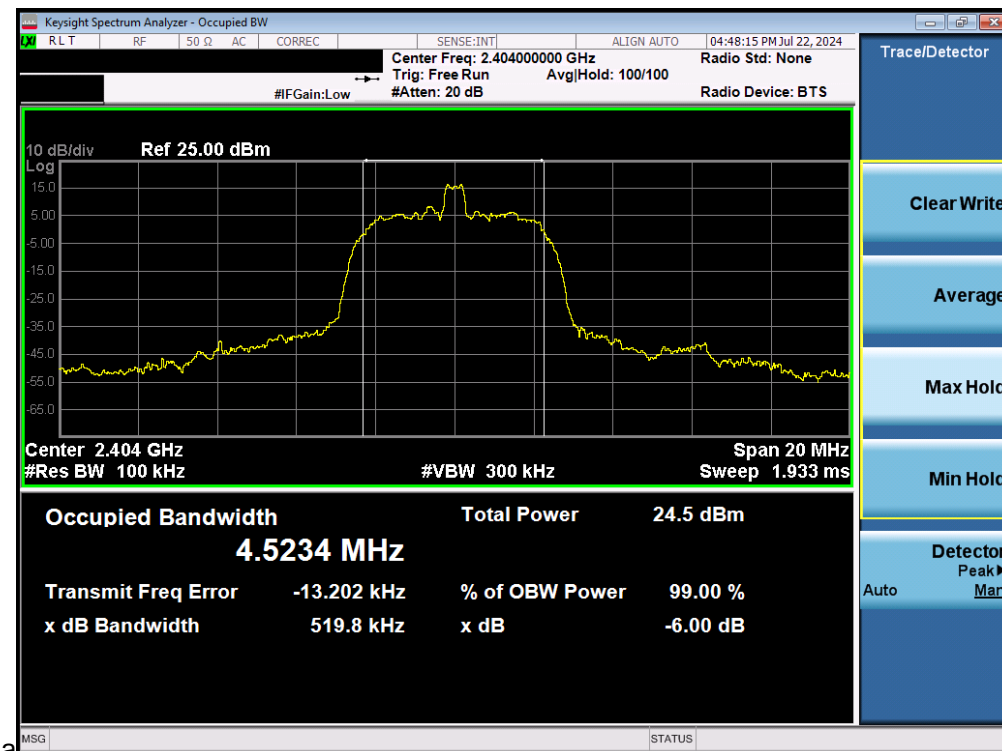 Keysight Spectrum Analyzer - Occupied BW
LXI RLT RF 50 Ω AC CORREC SENSE:INT ALIGN AUTO 04:48:15 PM Jul 22, 2024
Center Freq: 2.404000000 GHz Radio Std: None
Trig: Free Run Avg|Hold: 100/100
#IFGain:Low #Atten: 20 dB Radio Device: BTS
10 dB/div Ref 25.00 dBm
Log
15.0
5.00
-5.00
-15.0
-25.0
-35.0
-45.0
-55.0
-65.0
Center 2.404 GHz Span 20 MHz
#Res BW 100 kHz #VBW 300 kHz Sweep 1.933 ms
Occupied Bandwidth Total Power 24.5 dBm
4.5234 MHz
Transmit Freq Error -13.202 kHz % of OBW Power 99.00 %
x dB Bandwidth 519.8 kHz x dB -6.00 dB
Trace/Detector
Clear Write
Average
Max Hold
Min Hold
Detector
Peak
Auto Man
a
MSG STATUS